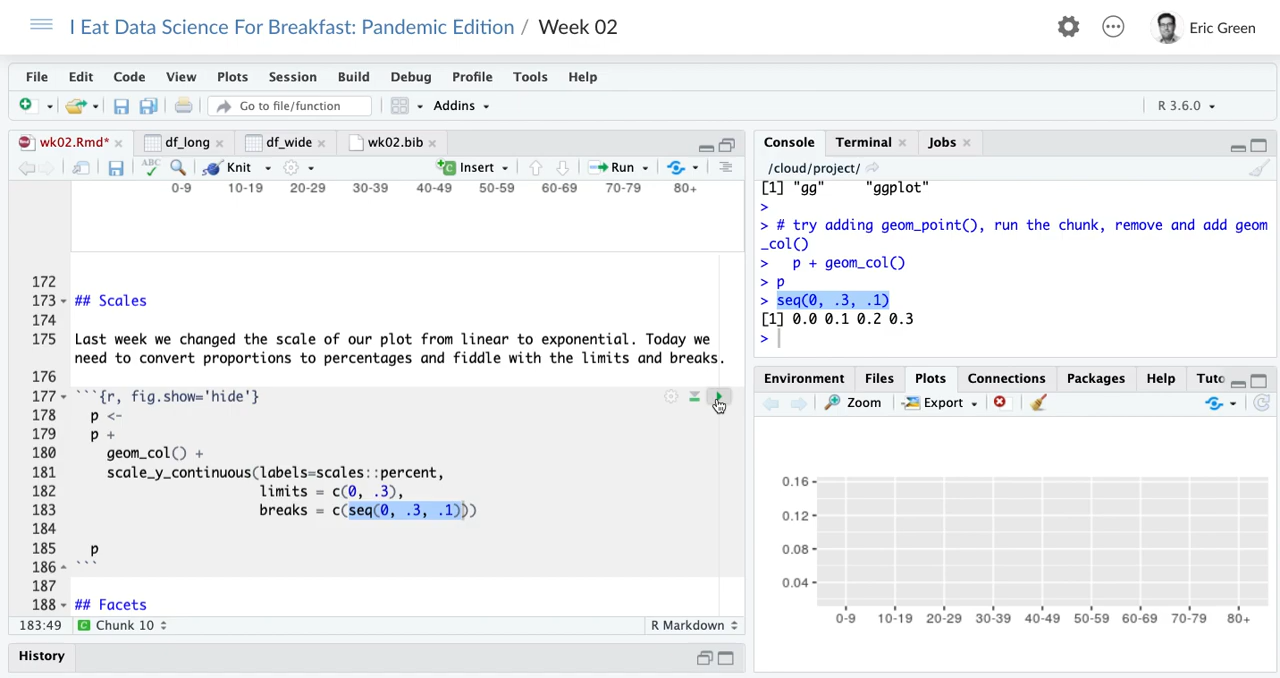 I Eat Data Science For Breakfast: Pandemic Edition / Week 02
Eric Green
File Edit Code View Plots Session Build Debug Profile Tools Help
Go to file/function Addins R 3.6.0
wk02.Rmd* df_long df_wide wk02.bib
ABC Knit Insert Run
0-9 10-19 20-29 30-39 40-49 50-59 60-69 70-79 80+
172
173 ## Scales
174
175 Last week we changed the scale of our plot from linear to exponential. Today we
need to convert proportions to percentages and fiddle with the limits and breaks.
176
177 ```{r, fig.show='hide'}
178 p <-
179 p +
180 geom_col() +
181 scale_y_continuous(labels=scales::percent,
182 limits = c(0, .3),
183 breaks = c(seq(0, .3, .1)))
184
185 p
186 ```
187
188 ## Facets
183:49 Chunk 10 R Markdown
History
Console Terminal Jobs
/cloud/project/
[1] "gg" "ggplot"
>
> # try adding geom_point(), run the chunk, remove and add geom
_col()
> p + geom_col()
> p
> seq(0, .3, .1)
[1] 0.0 0.1 0.2 0.3
>
Environment Files Plots Connections Packages Help Tuto
Zoom Export
0.16
0.12
0.08
0.04
0-9 10-19 20-29 30-39 40-49 50-59 60-69 70-79 80+